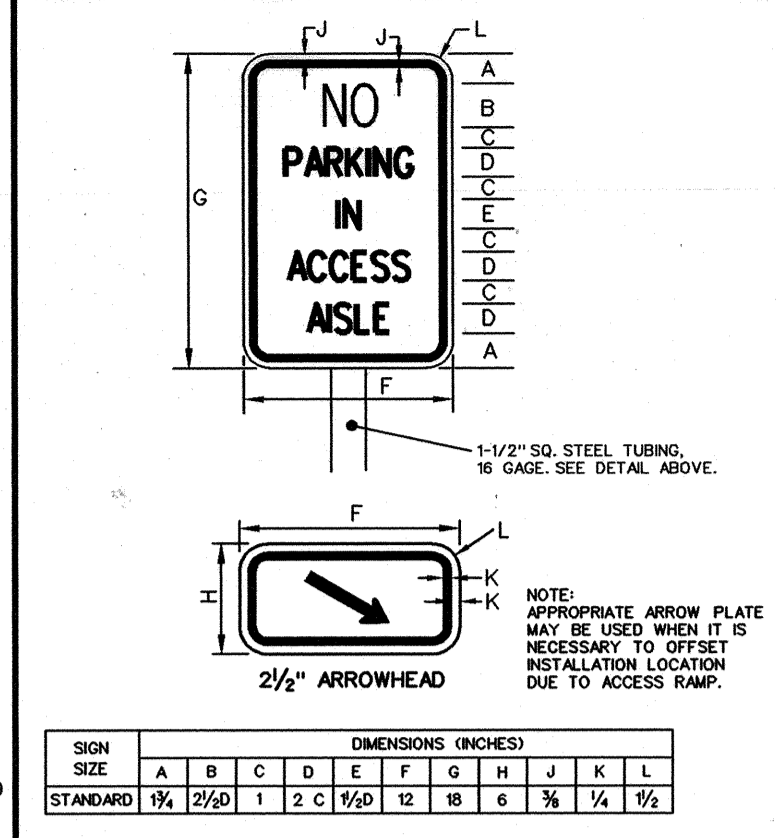 J
J
L
A
NO
B
C
PARKING
D
C
G
IN
E
C
ACCESS
D
C
AISLE
D
A
F
1-1/2" SQ. STEEL TUBING,
16 GAGE. SEE DETAIL ABOVE.
F
L
H
K
K
NOTE:
APPROPRIATE ARROW PLATE
MAY BE USED WHEN IT IS
NECESSARY TO OFFSET
INSTALLATION LOCATION
DUE TO ACCESS RAMP.
2½" ARROWHEAD
SIGN SIZE DIMENSIONS (INCHES)
A B C D E F G H J K L
STANDARD 1¾ 2½D 1 2 C 1½D 12 18 6 ⅜ ¼ 1½